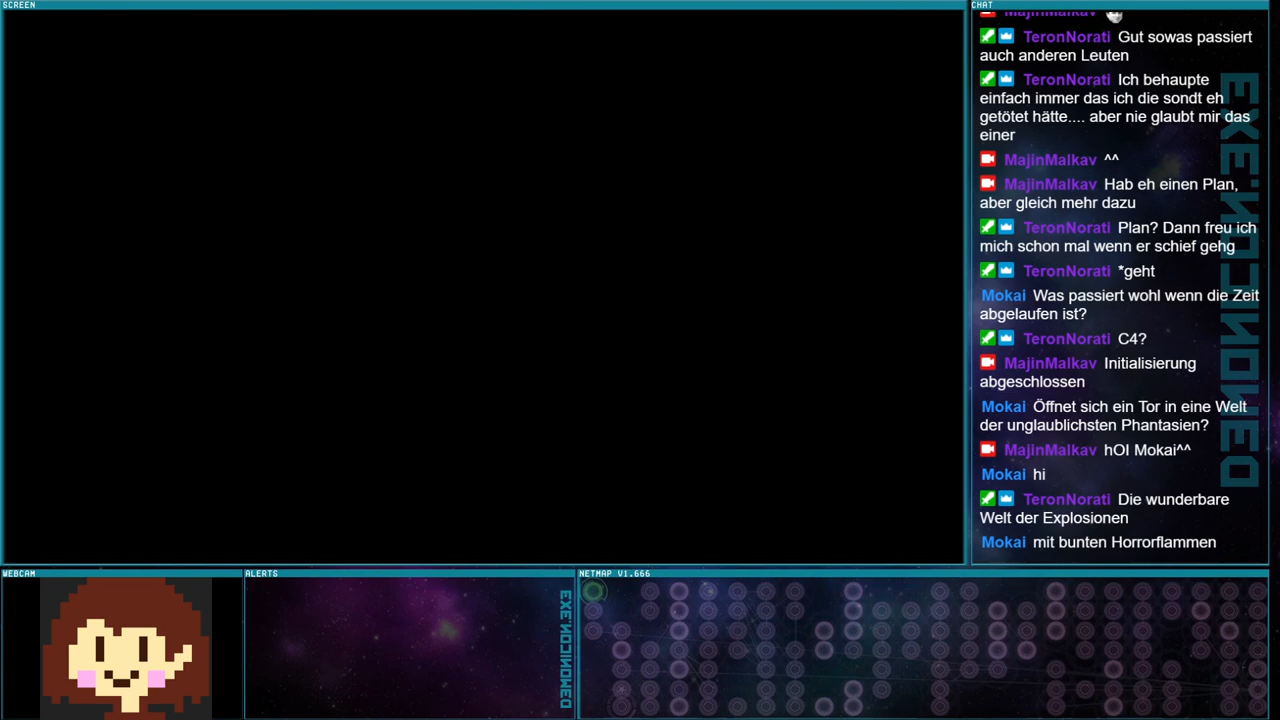 SCREEN
CHAT
MajinMalkav
TeronNorati Gut sowas passiert
auch anderen Leuten
TeronNorati Ich behaupte
einfach immer das ich die sondt eh
getötet hätte.... aber nie glaubt mir das
einer
MajinMalkav ^^
MajinMalkav Hab eh einen Plan,
aber gleich mehr dazu
TeronNorati Plan? Dann freu ich
mich schon mal wenn er schief gehg
TeronNorati *geht
Mokai Was passiert wohl wenn die Zeit
abgelaufen ist?
TeronNorati C4?
MajinMalkav Initialisierung
abgeschlossen
Mokai Öffnet sich ein Tor in eine Welt
der unglaublichsten Phantasien?
MajinMalkav hOI Mokai^^
Mokai hi
TeronNorati Die wunderbare
Welt der Explosionen
Mokai mit bunten Horrorflammen
WEBCAM
ALERTS
NETMAP V1.666